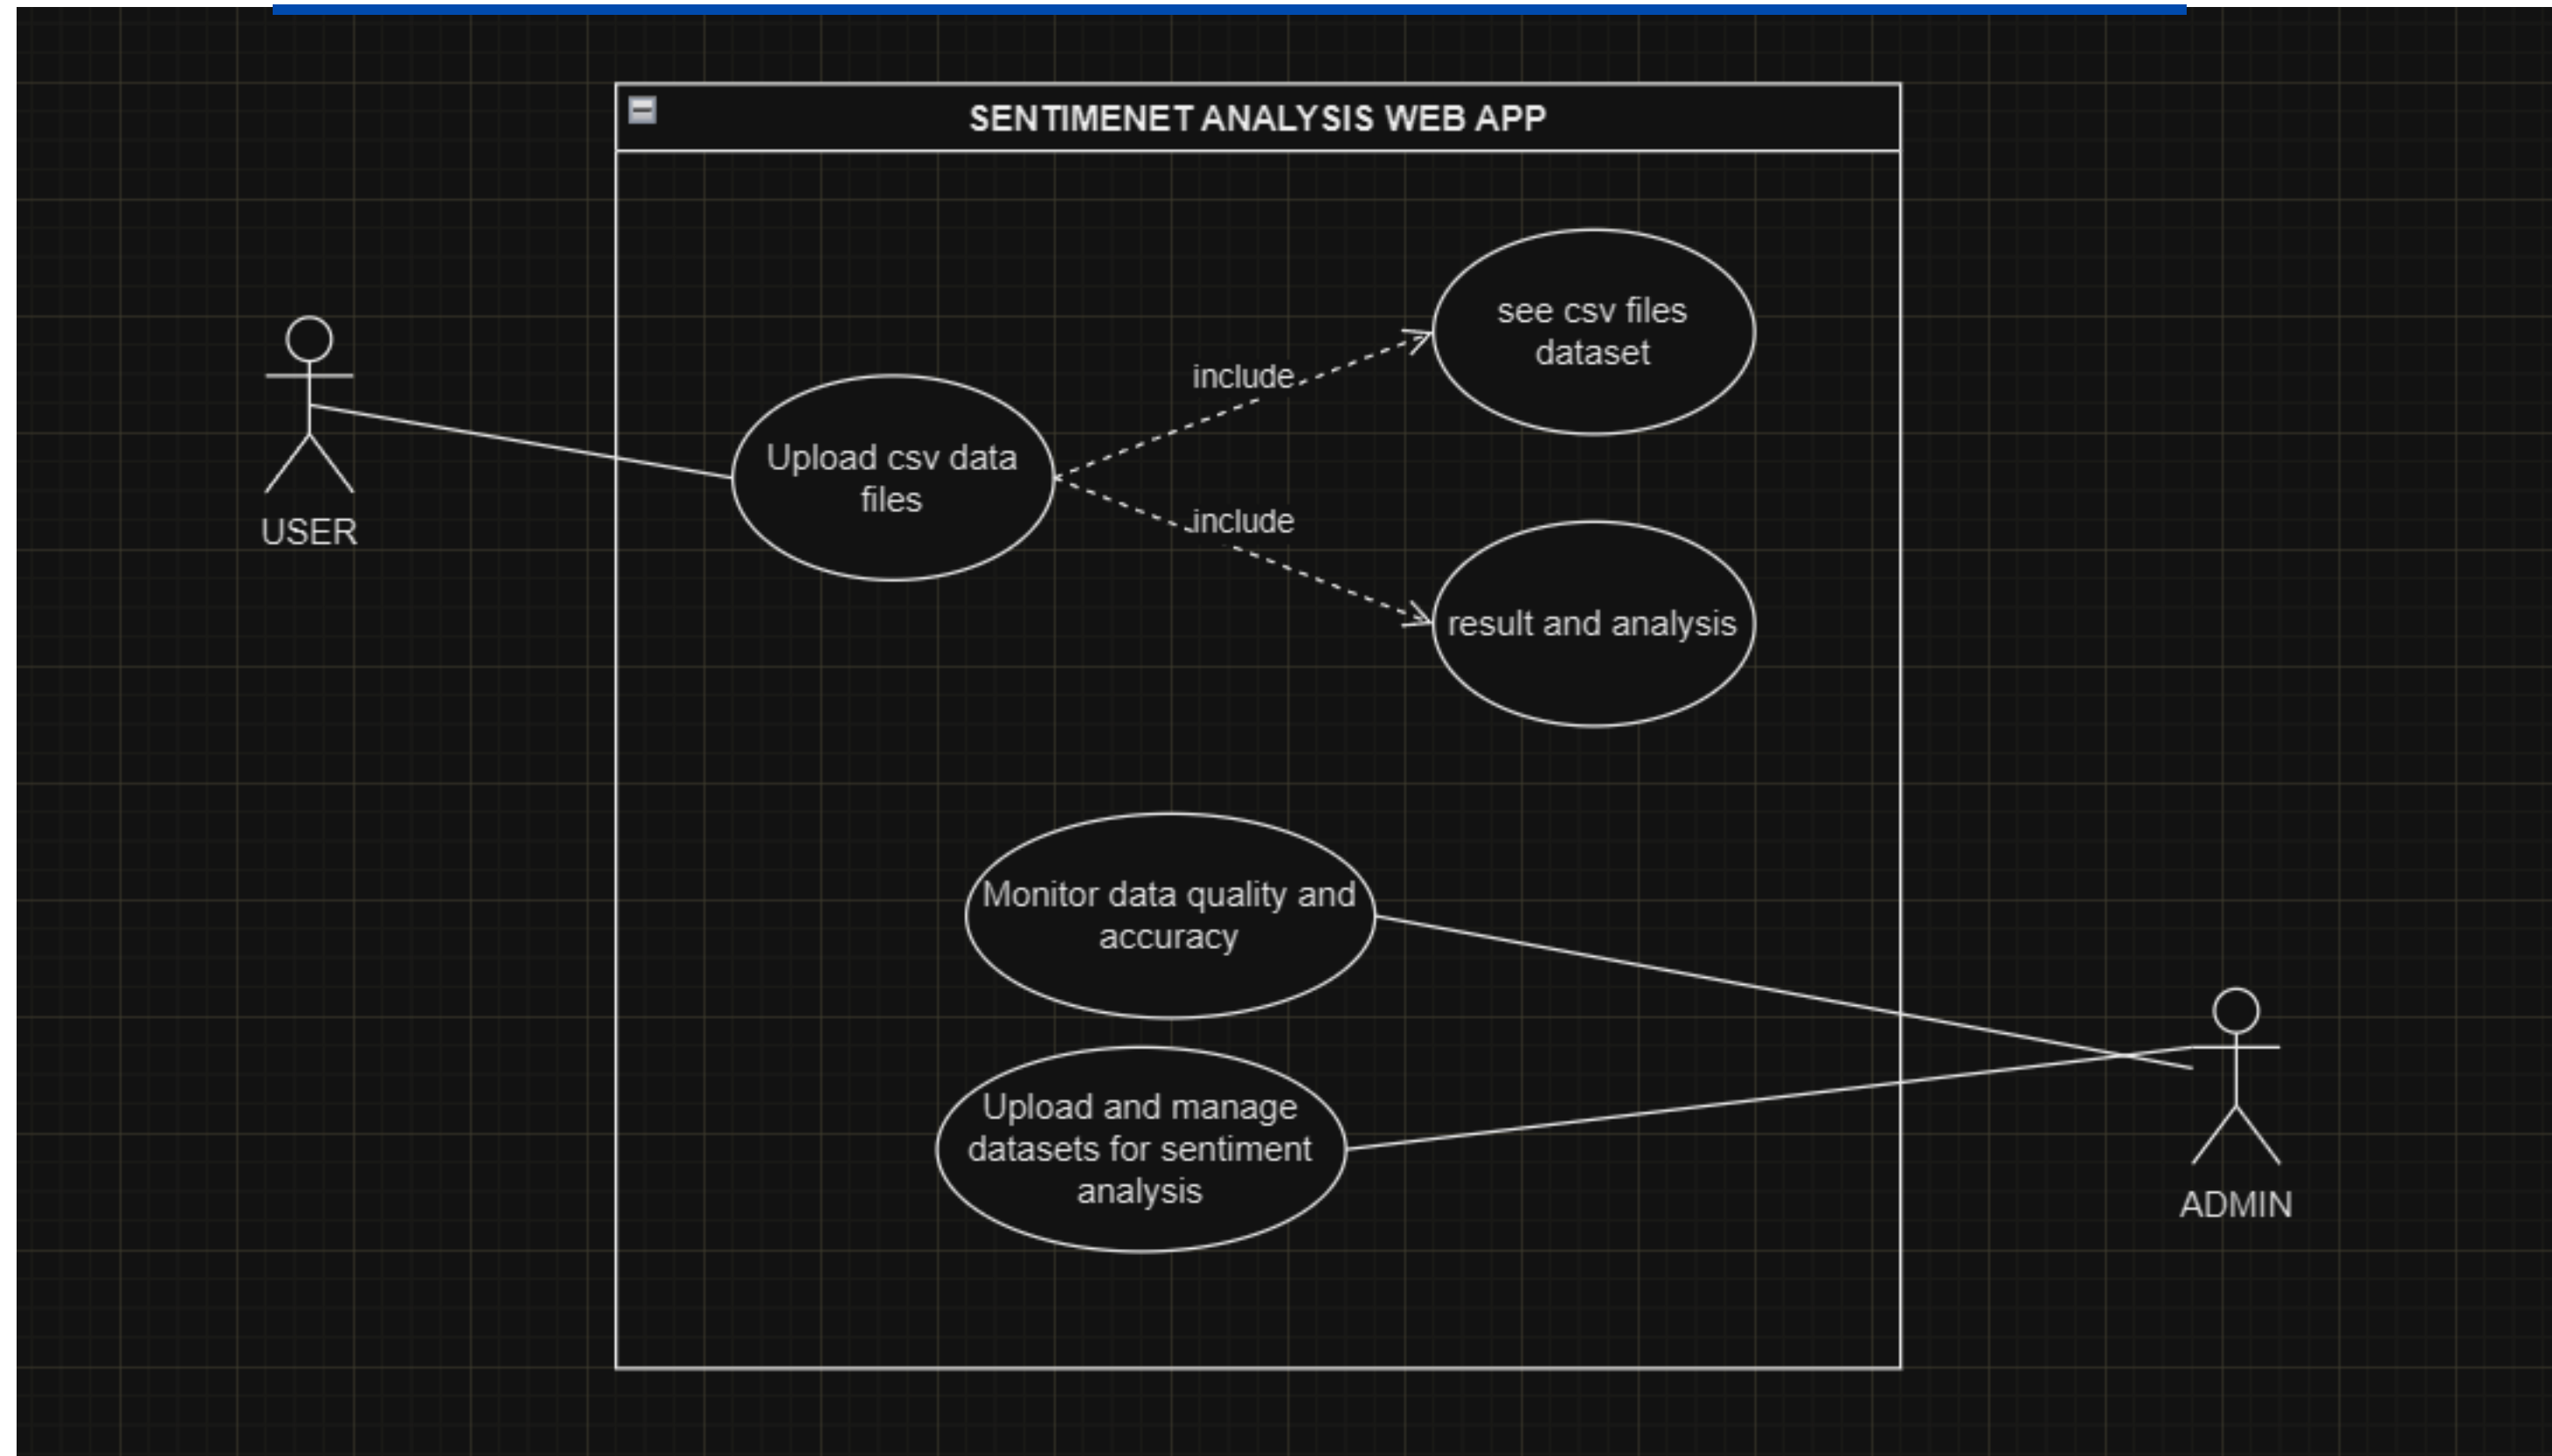 SENTIMENET ANALYSIS WEB APP
see csv files
dataset
include
Upload csv data
files
include
USER
result and analysis
Monitor data quality and
accuracy
Upload and manage
datasets for sentiment
analysis
ADMIN